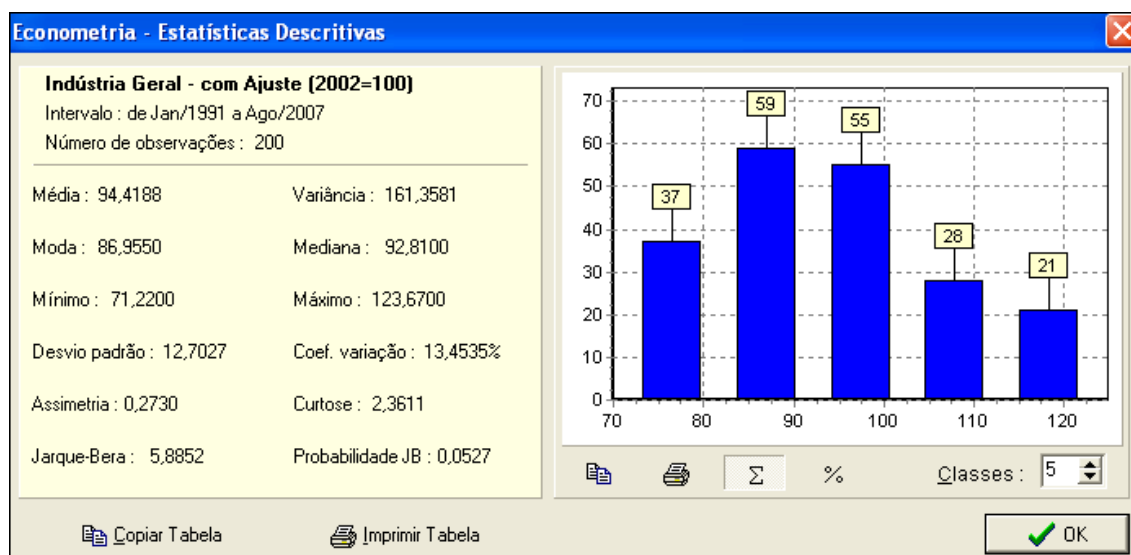 Econometria - Estatísticas Descritivas
Indústria Geral - com Ajuste (2002=100)
Intervalo : de Jan/1991 a Ago/2007
Número de observações : 200
Média : 94,4188
Variância : 161,3581
Moda : 86,9550
Mediana : 92,8100
Mínimo : 71,2200
Máximo : 123,6700
Desvio padrão : 12,7027
Coef. variação : 13,4535%
Assimetria : 0,2730
Curtose : 2,3611
Jarque-Bera : 5,8852
Probabilidade JB : 0,0527
70
60
50
40
30
20
10
0
37
59
55
28
21
70 80 90 100 110 120
Σ
%
Classes : 5
Copiar Tabela
Imprimir Tabela
OK